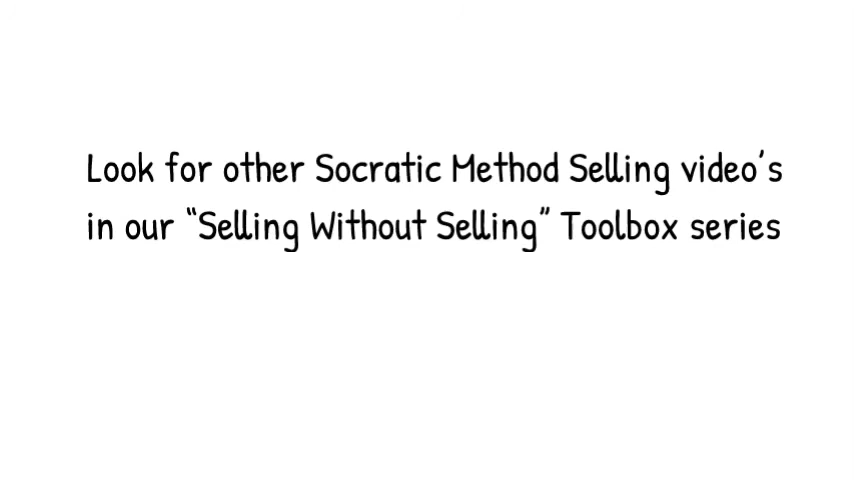 Look for other Socratic Method Selling video's
in our “Selling Without Selling” Toolbox series